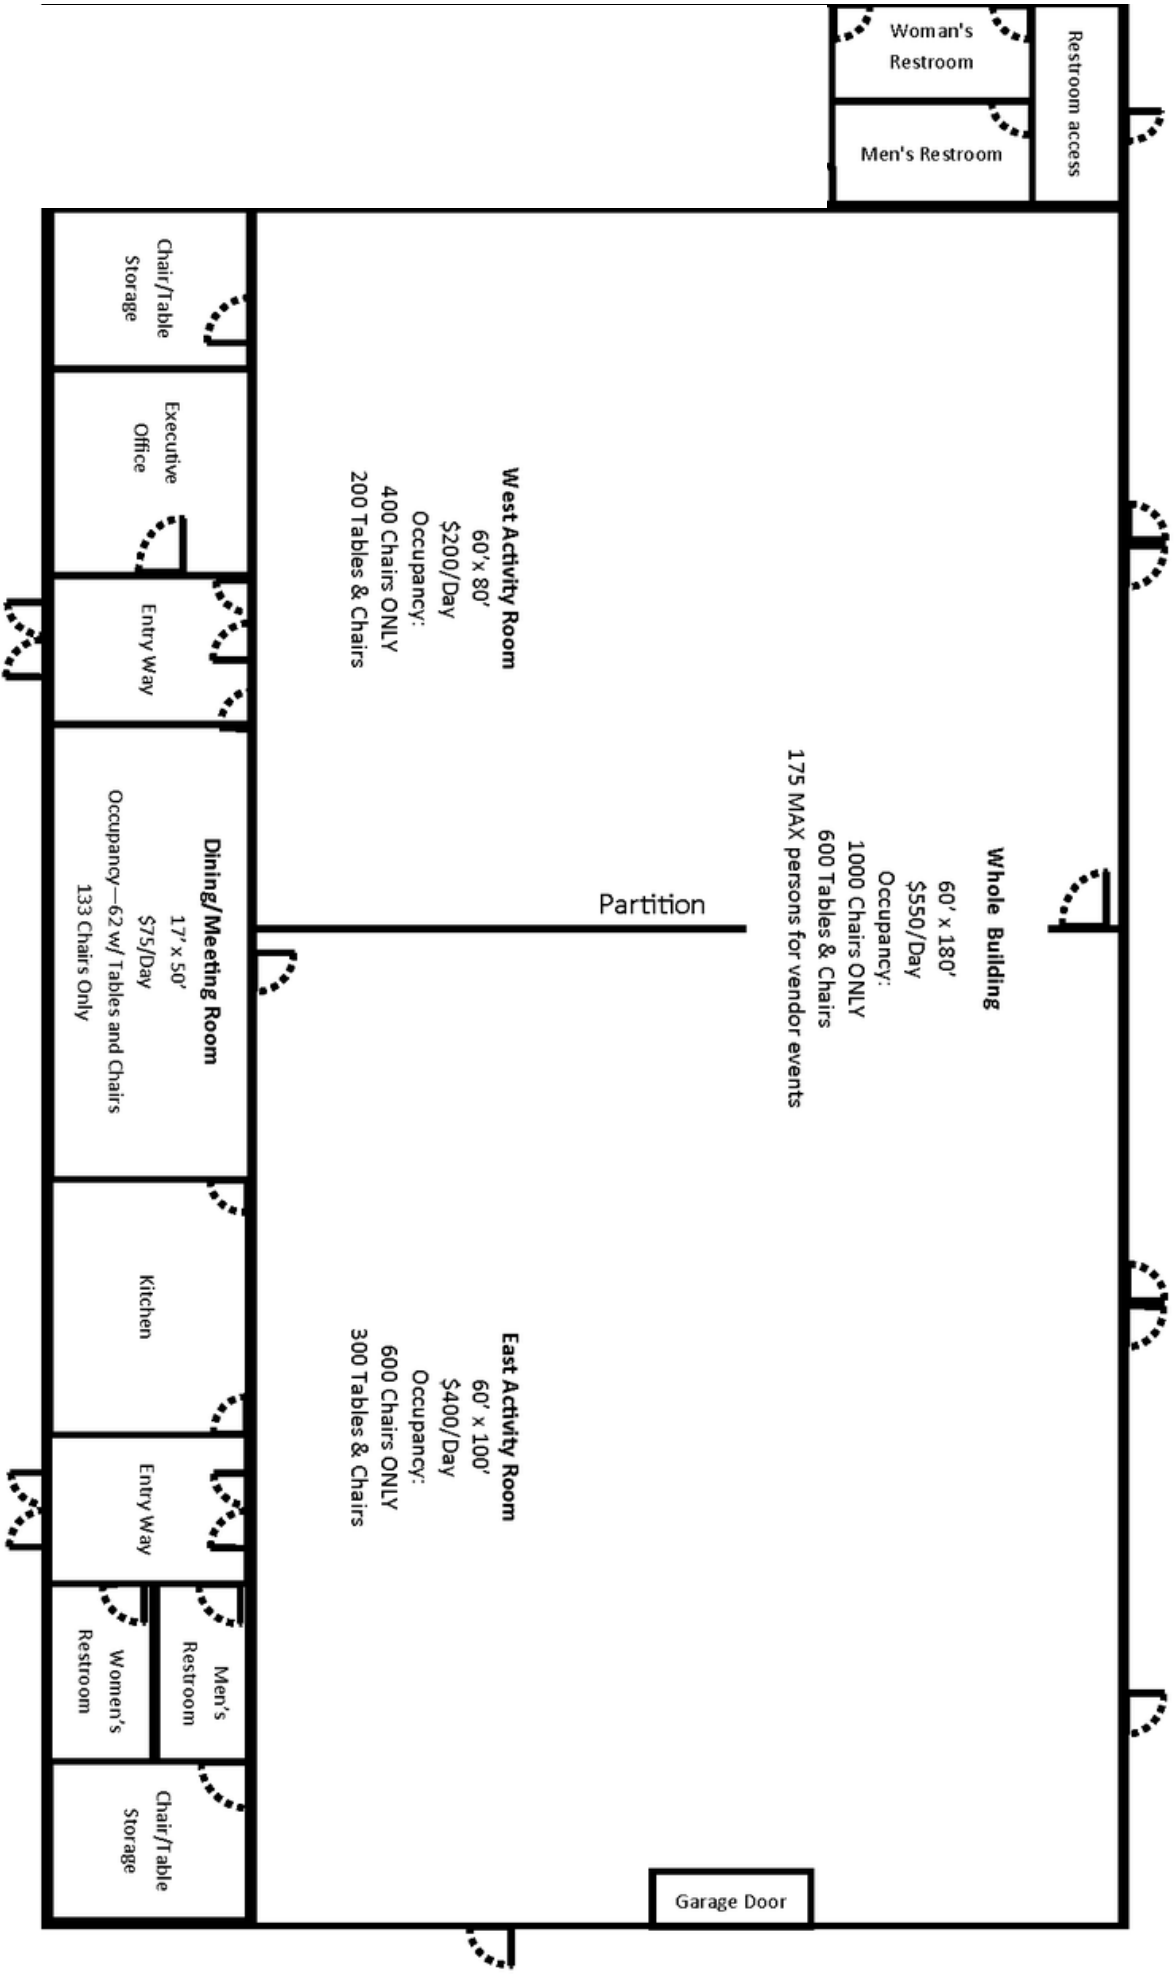 Woman's
Restroom
Men's Restroom
Restroom access
Chair/Table
Storage
Executive
Office
Entry Way
West Activity Room
60'x 80'
$200/Day
Occupancy:
400 Chairs ONLY
200 Tables & Chairs
Whole Building
60' x 180'
$550/Day
Occupancy:
1000 Chairs ONLY
600 Tables & Chairs
175 MAX persons for vendor events
Partition
Dining/Meeting Room
17' x 50'
$75/Day
Occupancy—62 w/ Tables and Chairs
133 Chairs Only
Kitchen
East Activity Room
60' x 100'
$400/Day
Occupancy:
600 Chairs ONLY
300 Tables & Chairs
Entry Way
Men's
Restroom
Women's
Restroom
Chair/Table
Storage
Garage Door